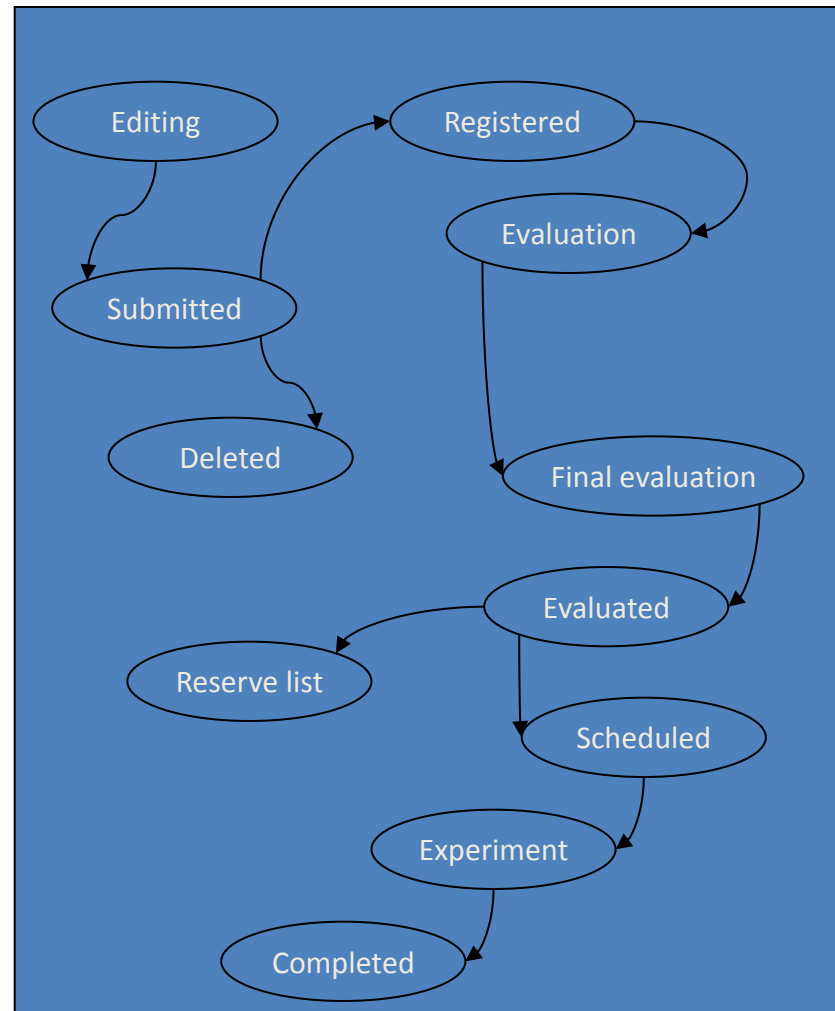 Editing
Registered
Evaluation
Submitted
Deleted
Final evaluation
Evaluated
Reserve list
Scheduled
Experiment
Completed